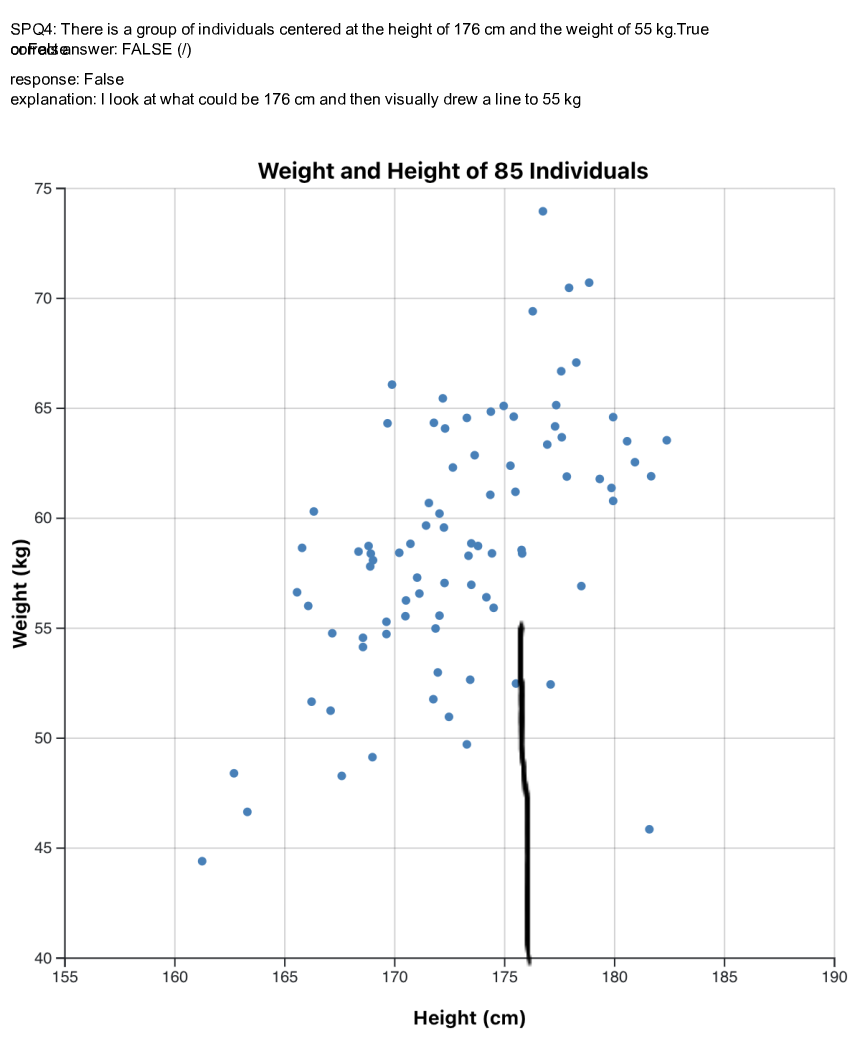 SPQ4: There is a group of individuals centered at the height of 176 cm and the weight of 55 kg.True
or False
correct answer: FALSE (/)
response: False
explanation: I look at what could be 176 cm and then visually drew a line to 55 kg
Weight and Height of 85 Individuals
75
70
65
60
55
50
45
40
Weight (kg)
155 160 165 170 175 180 185 190
Height (cm)